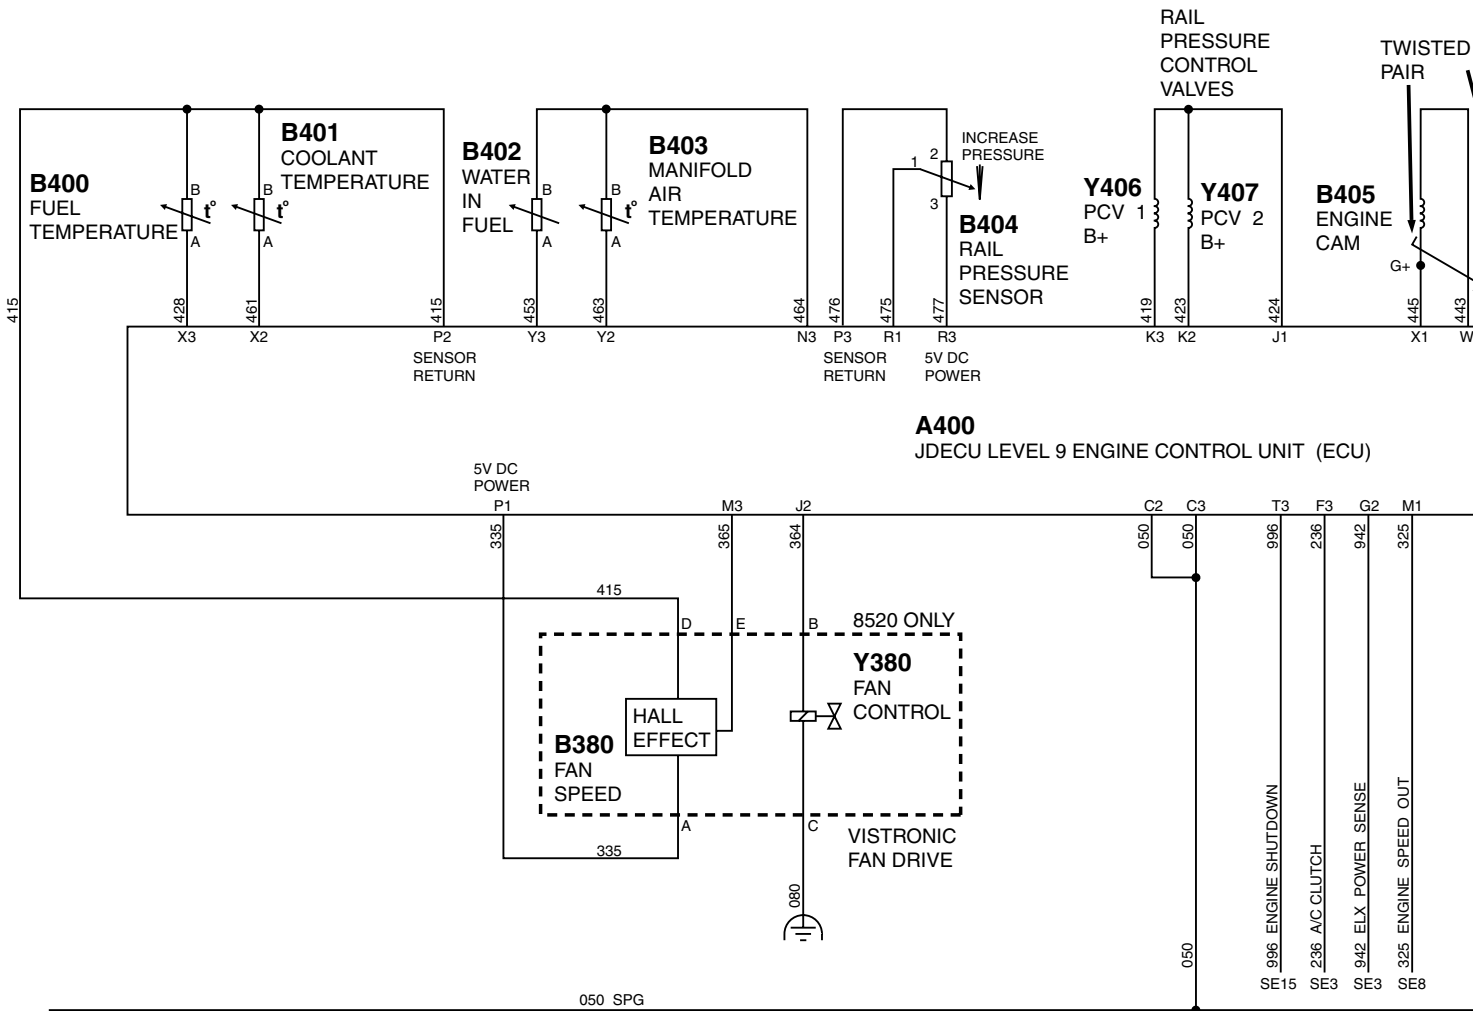 RAIL
PRESSURE
CONTROL
VALVES
TWISTED
PAIR
B400
FUEL
TEMPERATURE
B
A
B401
COOLANT
TEMPERATURE
t°
B
A
t°
B402
WATER
IN
FUEL
B
A
B403
MANIFOLD
AIR
TEMPERATURE
B
A
t°
INCREASE
PRESSURE
1
2
3
B404
RAIL
PRESSURE
SENSOR
Y406
PCV 1
B+
Y407
PCV 2
B+
B405
ENGINE
CAM
G+
415
428
461
415
453
463
464
476
475
477
419
423
424
445
443
X3
X2
P2
Y3
Y2
N3
P3
R1
R3
K3
K2
J1
X1
W
SENSOR
RETURN
SENSOR
RETURN
5V DC
POWER
A400
JDECU LEVEL 9 ENGINE CONTROL UNIT (ECU)
5V DC
POWER
P1
M3
J2
C2
C3
T3
F3
G2
M1
335
365
364
050
050
996
236
942
325
415
D
E
B
8520 ONLY
Y380
FAN
CONTROL
HALL
EFFECT
B380
FAN
SPEED
A
C
335
VISTRONIC
FAN DRIVE
080
050
996 ENGINE SHUTDOWN
236 A/C CLUTCH
942 ELX POWER SENSE
325 ENGINE SPEED OUT
SE15
SE3
SE3
SE8
050 SPG